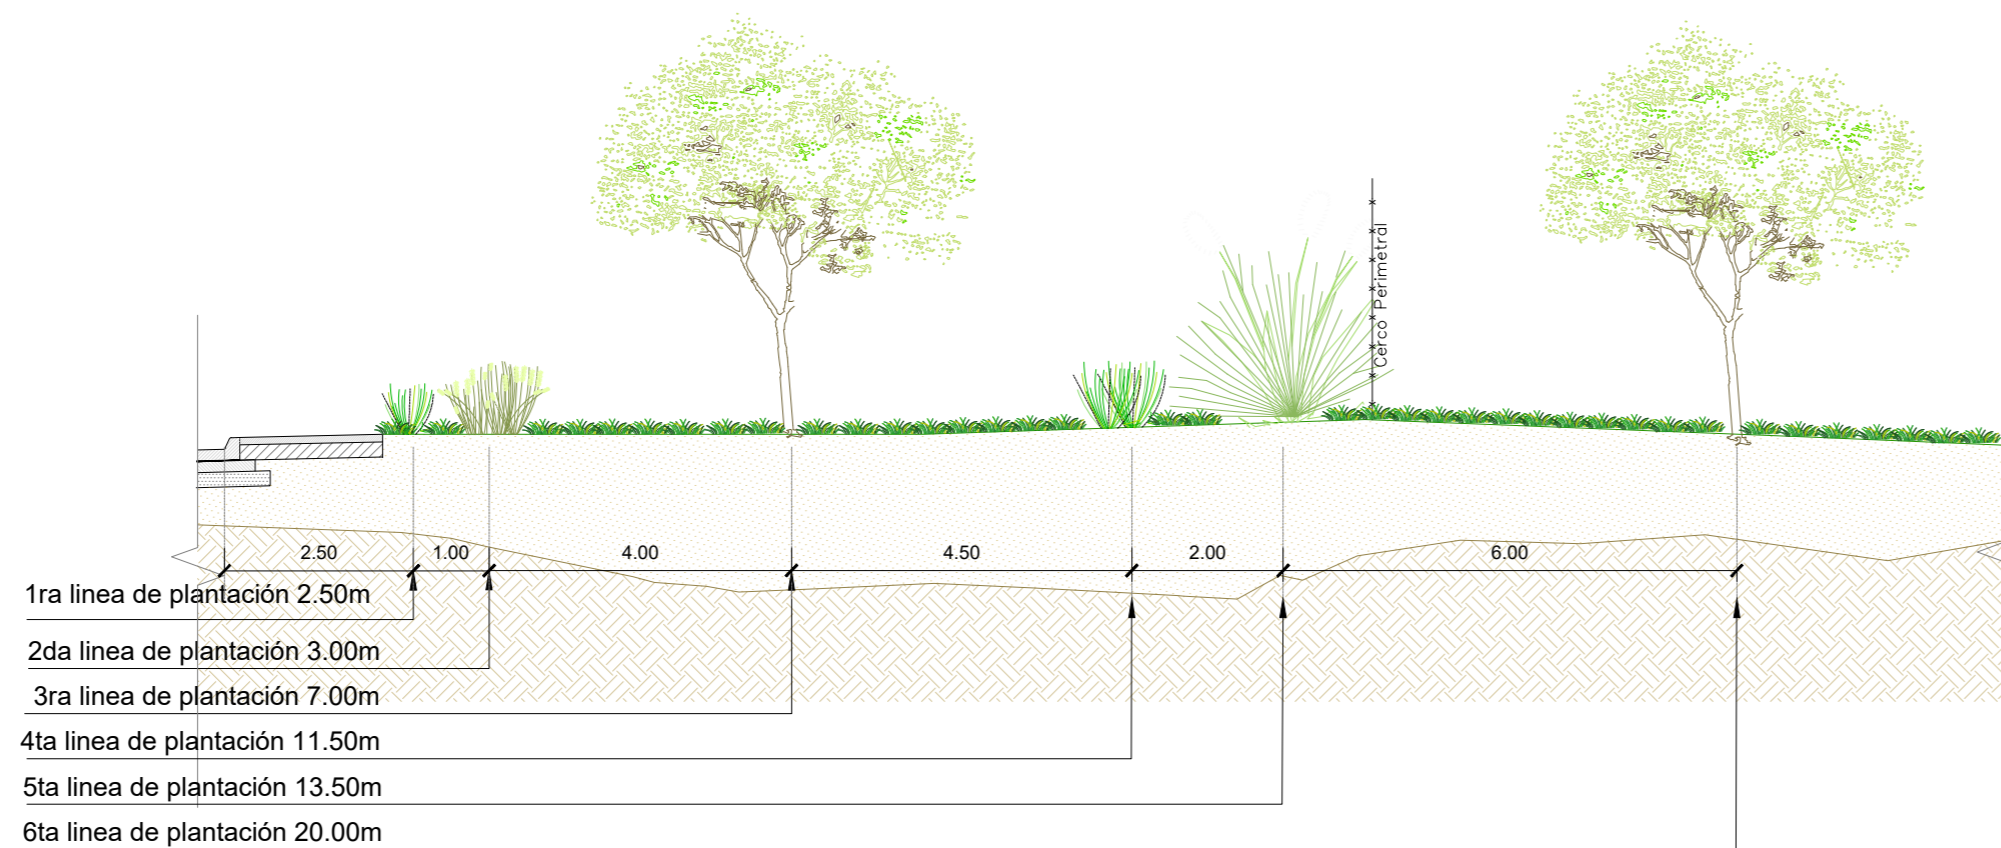 Cerco Perimetral
2.50 1.00 4.00 4.50 2.00 6.00
1ra linea de plantación 2.50m
2da linea de plantación 3.00m
3ra linea de plantación 7.00m
4ta linea de plantación 11.50m
5ta linea de plantación 13.50m
6ta linea de plantación 20.00m